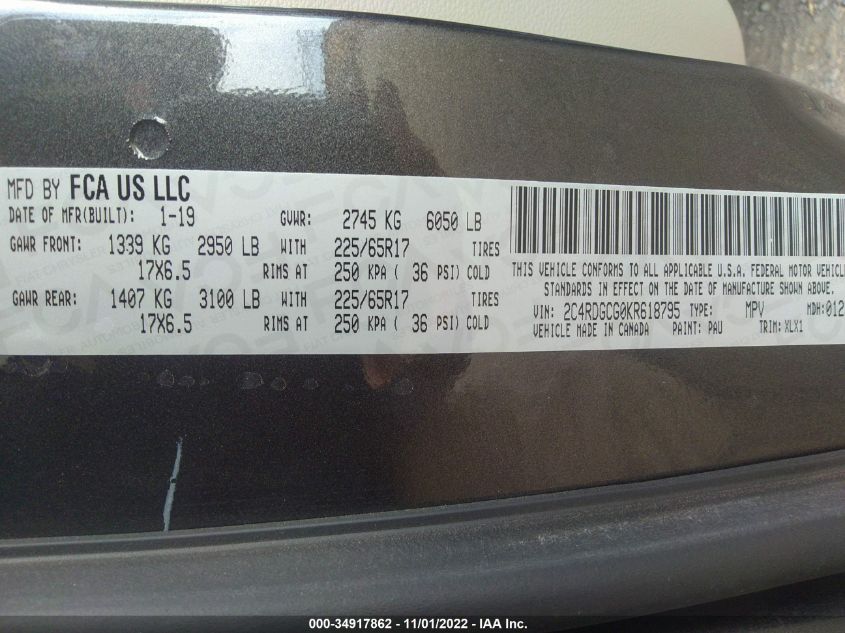 MFD BY FCA US LLC
DATE OF MFR(BUILT): 1-19 GVWR: 2745 KG 6050 LB
GAWR FRONT: 1339 KG 2950 LB WITH 225/65R17 TIRES
17X6.5 RIMS AT 250 KPA ( 36 PSI) COLD
GAWR REAR: 1407 KG 3100 LB WITH 225/65R17 TIRES
17X6.5 RIMS AT 250 KPA ( 36 PSI) COLD
THIS VEHICLE CONFORMS TO ALL APPLICABLE U.S.A. FEDERAL MOTOR VEHICLE
STANDARDS IN EFFECT ON THE DATE OF MANUFACTURE SHOWN ABOVE.
VIN: 2C4RDGCG0KR618795 TYPE: MPV MDH:012
VEHICLE MADE IN CANADA PAINT: PAU TRIM: XLX1
000-34917862 - 11/01/2022 - IAA Inc.